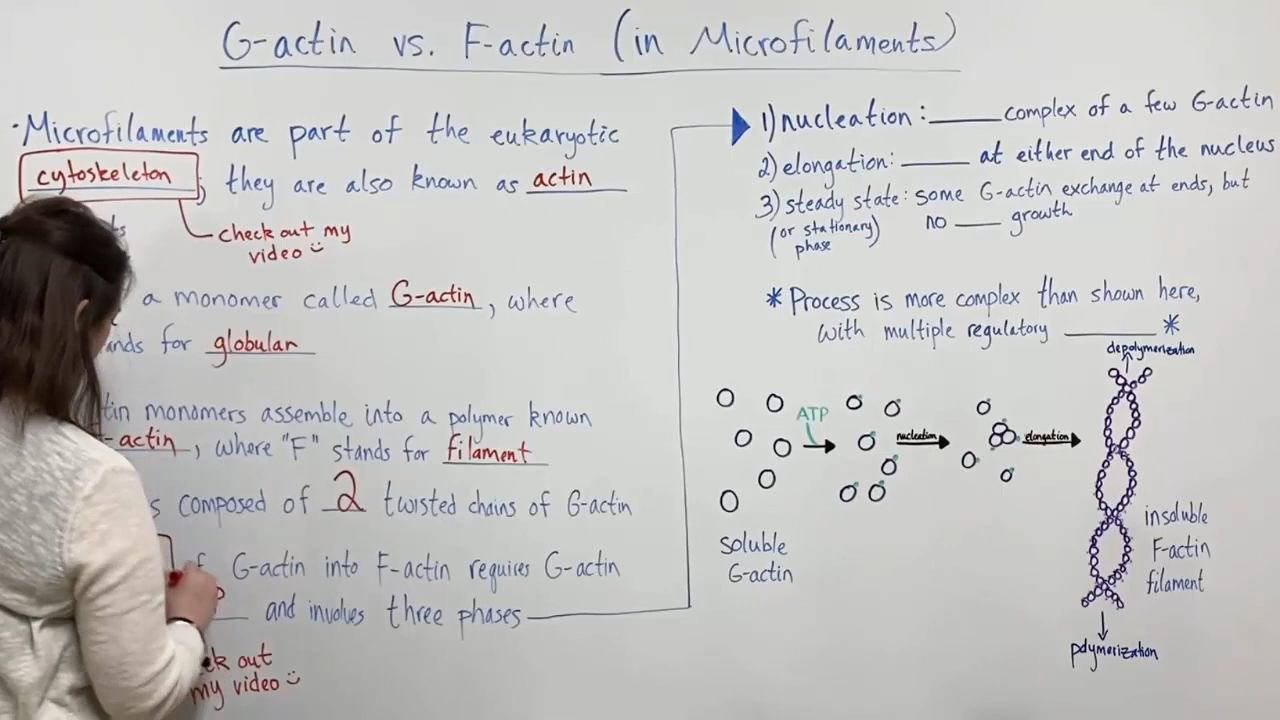 G-actin vs. F-actin (in Microfilaments)
• Microfilaments are part of the eukaryotic
cytoskeleton; they are also known as actin
check out my
video
a monomer called G-actin, where
for globular
monomers assemble into a polymer known
-actin, where "F" stands for filament
composed of 2 twisted chains of G-actin
G-actin into F-actin requires G-actin
and involves three phases
out
my video
1) nucleation: ____ complex of a few G-actin
2) elongation: ____ at either end of the nucleus
3) steady state: some G-actin exchange at ends, but
(or stationary) no ____ growth
phase
* Process is more complex than shown here,
with multiple regulatory ____ *
depolymerization
ATP
nucleation
elongation
soluble
G-actin
insoluble
F-actin
filament
polymerization